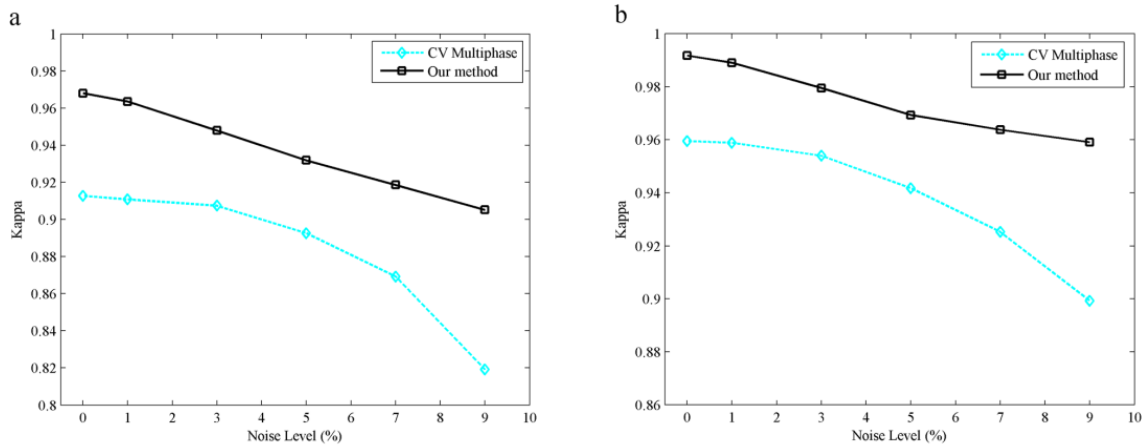 a
1
0.98
0.96
0.94
0.92
0.9
0.88
0.86
0.84
0.82
0.8
Kappa
CV Multiphase
Our method
0 1 2 3 4 5 6 7 8 9 10
Noise Level (%)
b
1
0.98
0.96
0.94
0.92
0.9
0.88
0.86
Kappa
CV Multiphase
Our method
0 1 2 3 4 5 6 7 8 9 10
Noise Level (%)